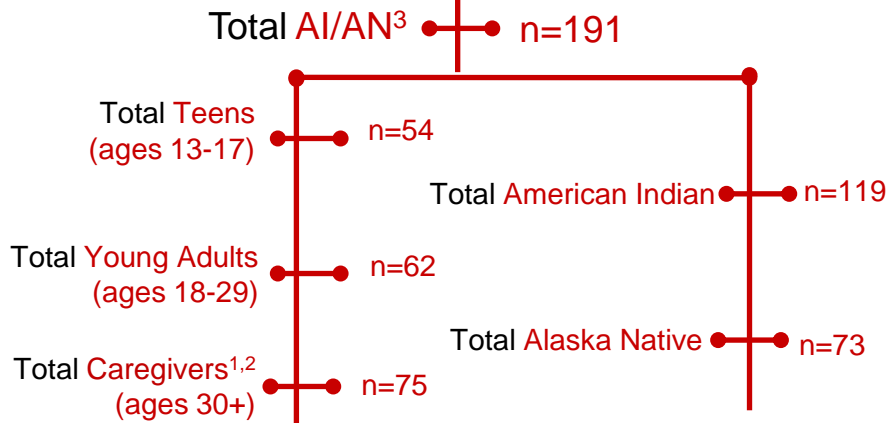 Total AI/AN³ n=191
Total Teens
(ages 13-17)
n=54
Total Young Adults
(ages 18-29)
n=62
Total Caregivers¹,²
(ages 30+)
n=75
Total American Indian n=119
Total Alaska Native n=73